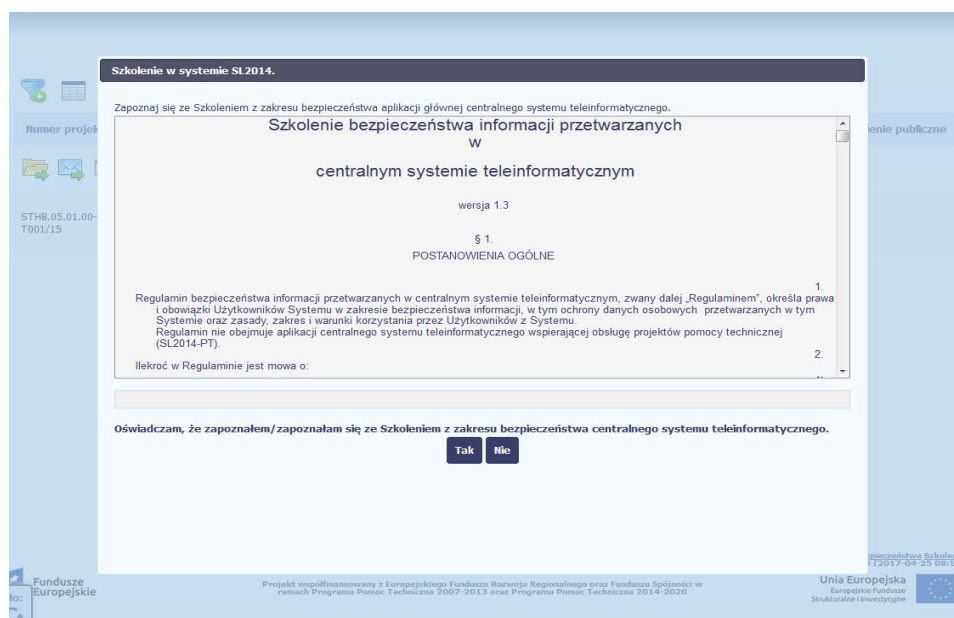 Szkolenie w systemie SL2014.
Zapoznaj się ze Szkoleniem z zakresu bezpieczeństwa aplikacji głównej centralnego systemu teleinformatycznego.
Numer projek
enie publiczne
Szkolenie bezpieczeństwa informacji przetwarzanych
w
centralnym systemie teleinformatycznym
wersja 1.3
STHB.05.01.00-
T001/15
§ 1.
POSTANOWIENIA OGÓLNE
1.
Regulamin bezpieczeństwa informacji przetwarzanych w centralnym systemie teleinformatycznym, zwany dalej „Regulaminem”, określa prawa
i obowiązki Użytkowników Systemu w zakresie bezpieczeństwa informacji, w tym ochrony danych osobowych przetwarzanych w tym
Systemie oraz zasady, zakres i warunki korzystania przez Użytkowników z Systemu.
Regulamin nie obejmuje aplikacji centralnego systemu teleinformatycznego wspierającej obsługę projektów pomocy technicznej
(SL2014-PT).
2.
Ilekroć w Regulaminie jest mowa o:
Oświadczam, że zapoznałem/zapoznałam się ze Szkoleniem z zakresu bezpieczeństwa centralnego systemu teleinformatycznego.
Tak Nie
Fundusze
Europejskie
Projekt współfinansowany z Europejskiego Funduszu Rozwoju Regionalnego oraz Funduszu Spójności w
ramach Programu Pomoc Techniczna 2007-2013 oraz Programu Pomoc Techniczna 2014-2020
Unia Europejska
Europejskie Fundusze
Strukturalne i Inwestycyjne